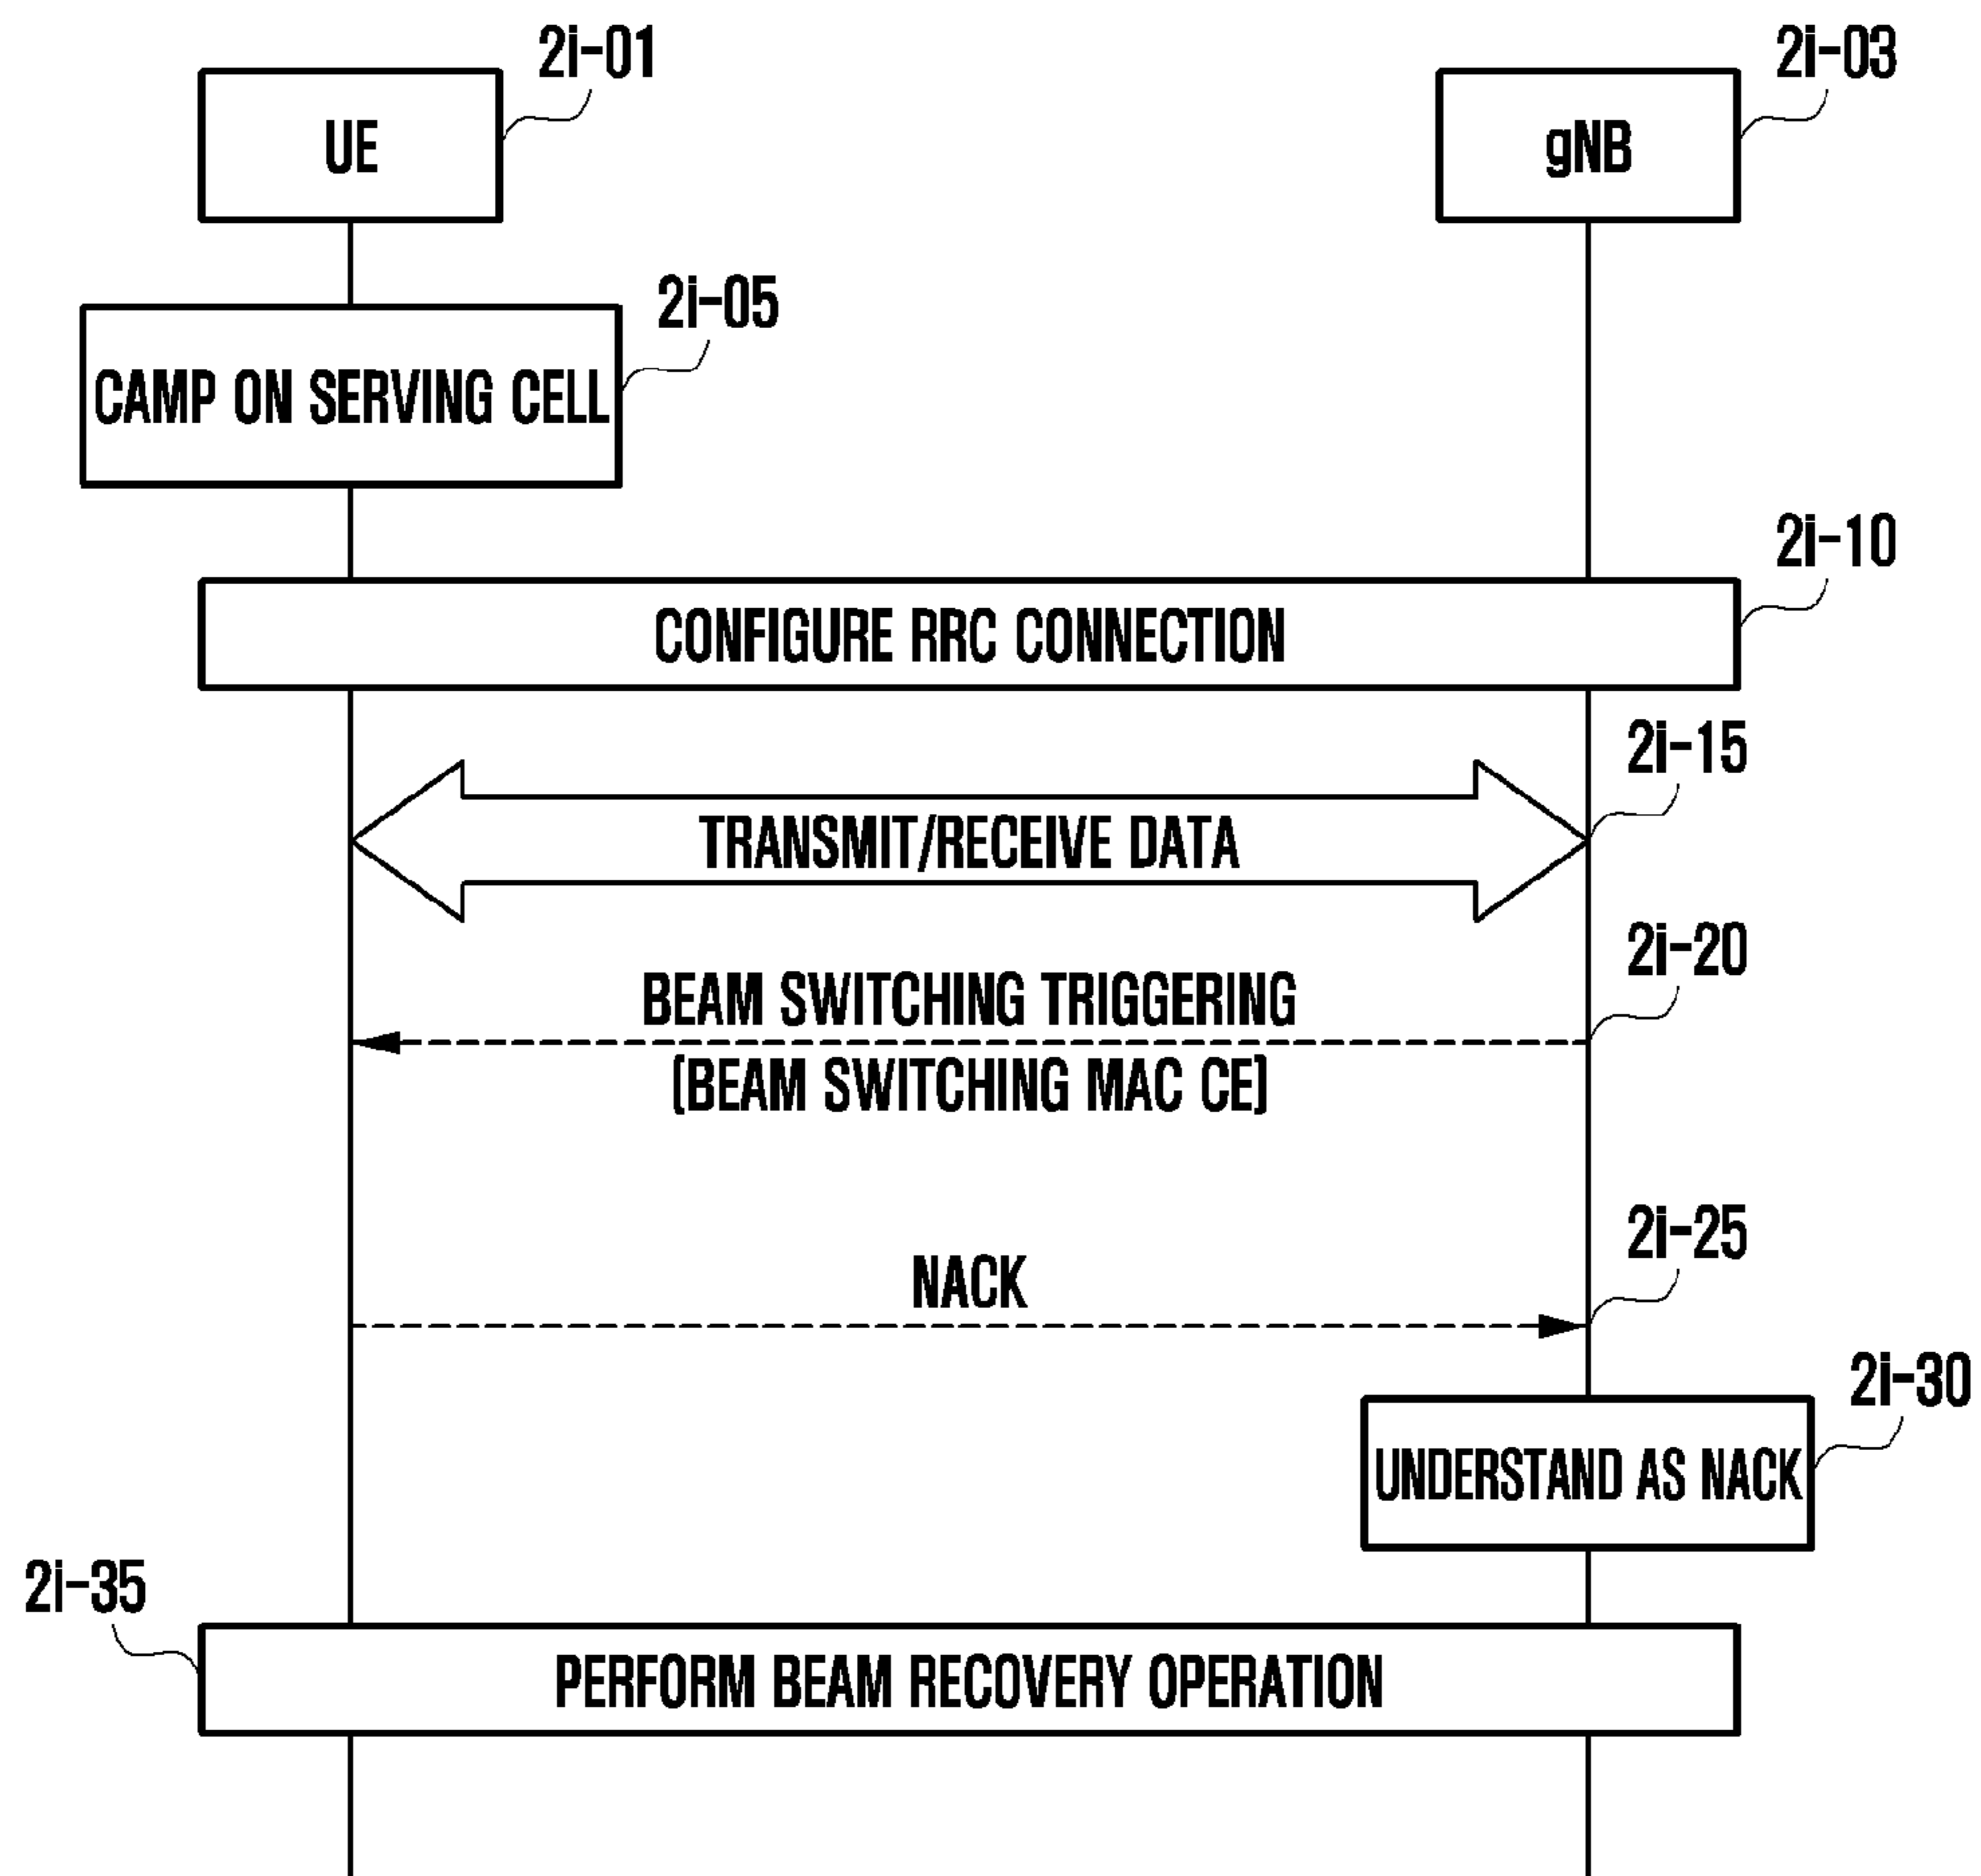 2i-01
2i-03
UE
gNB
2i-05
CAMP ON SERVING CELL
2i-10
CONFIGURE RRC CONNECTION
2i-15
TRANSMIT/RECEIVE DATA
2i-20
BEAM SWITCHING TRIGGERING
(BEAM SWITCHING MAC CE)
2i-25
NACK
2i-30
UNDERSTAND AS NACK
2i-35
PERFORM BEAM RECOVERY OPERATION